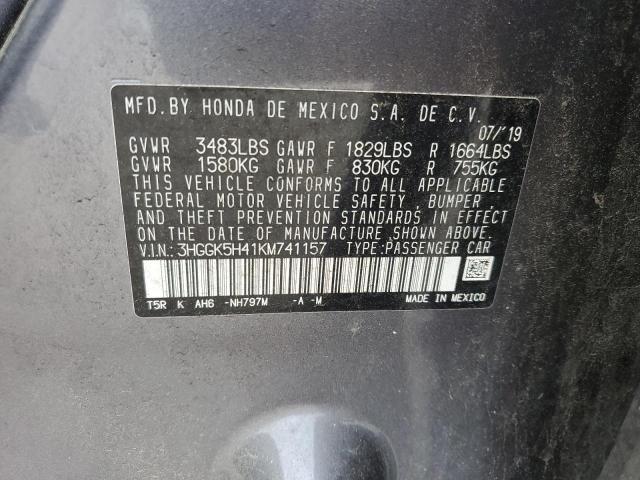 MFD.BY HONDA DE MEXICO S.A. DE C.V.
07/'19
GVWR 3483LBS GAWR F 1829LBS R 1664LBS
GVWR 1580KG GAWR F 830KG R 755KG
THIS VEHICLE CONFORMS TO ALL APPLICABLE
FEDERAL MOTOR VEHICLE SAFETY, BUMPER,
AND THEFT PREVENTION STANDARDS IN EFFECT
ON THE DATE OF MANUFACTURE SHOWN ABOVE.
V.I.N.: 3HGGK5H41KM741157 TYPE:PASSENGER CAR
T5R K AH6 -NH797M -A -M MADE IN MEXICO